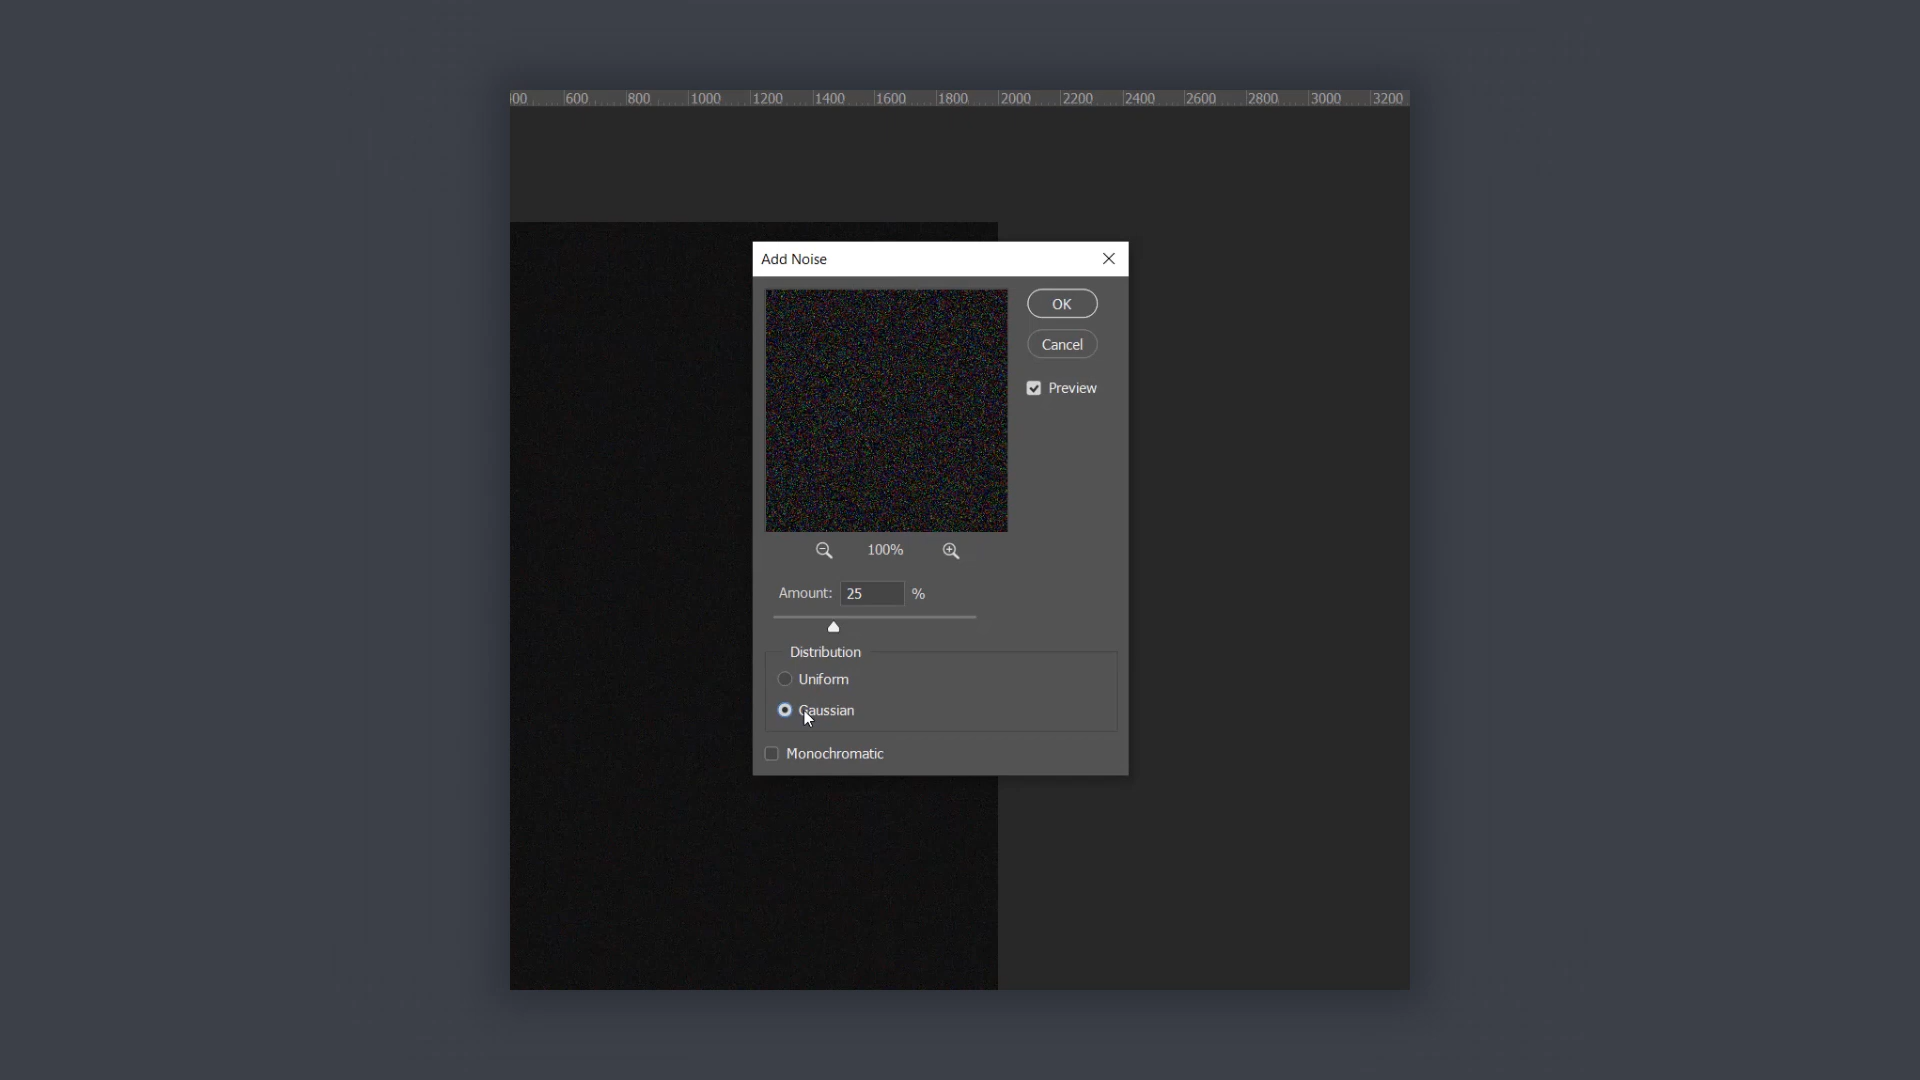 00 600 800 1000 1200 1400 1600 1800 2000 2200 2400 2600 2800 3000 3200
Add Noise
OK
Cancel
Preview
100%
Amount: 25 %
Distribution
Uniform
Gaussian
Monochromatic